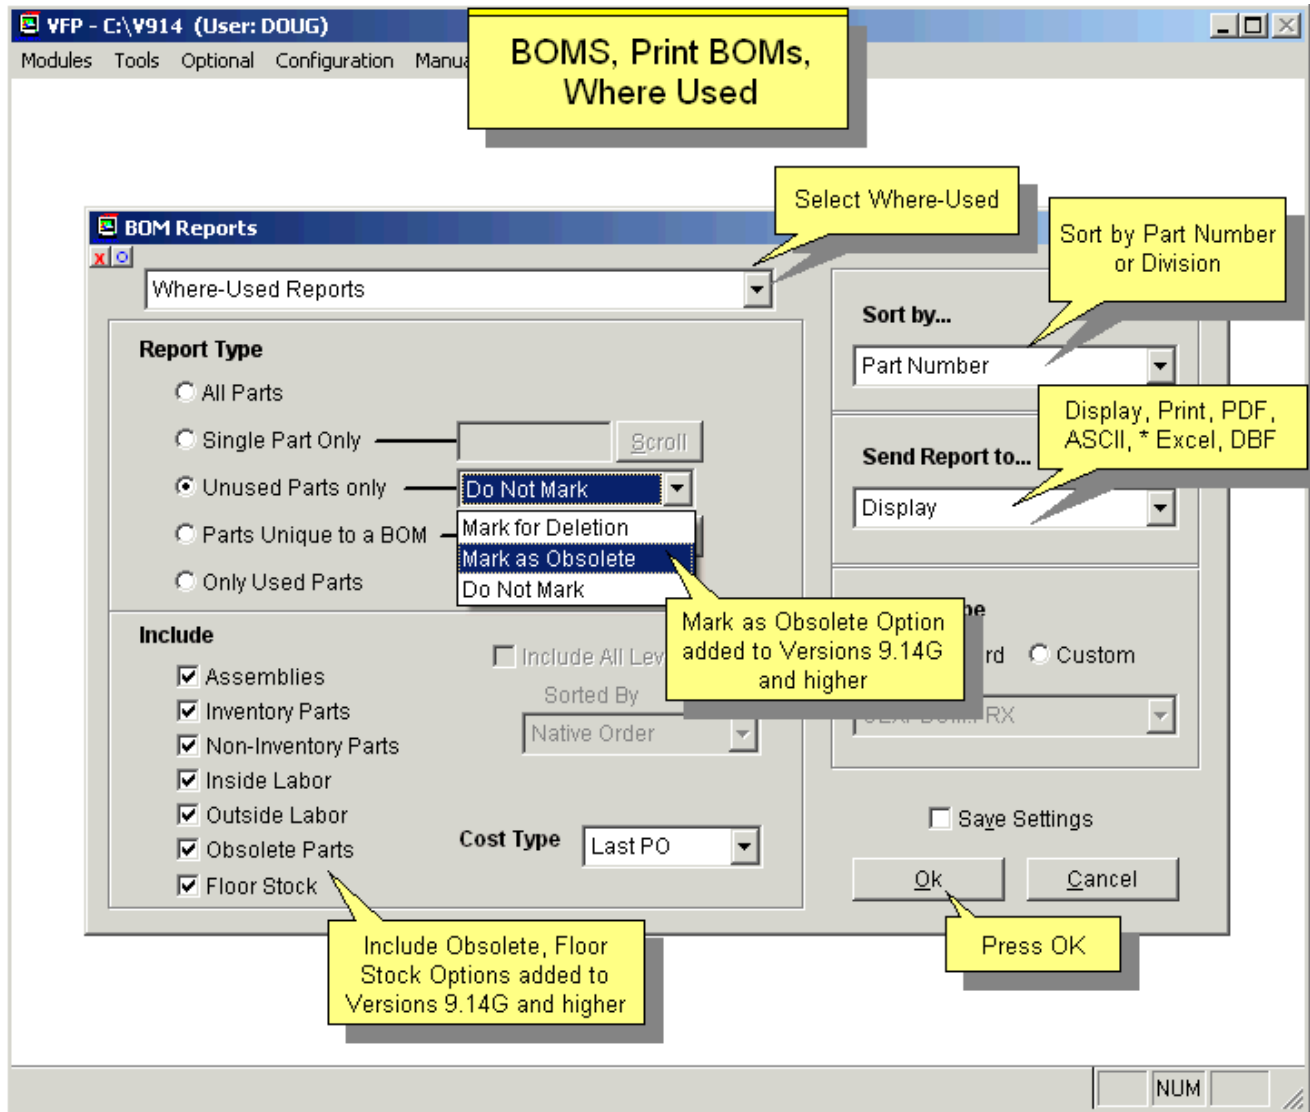 VFP - C:\V914 (User: DOUG)
Modules Tools Optional Configuration
BOMS, Print BOMs,
Where Used
Select Where-Used
Sort by Part Number
or Division
BOM Reports
Where-Used Reports
Sort by...
Part Number
Report Type
All Parts
Single Part Only
Scroll
Unused Parts only
Do Not Mark
Parts Unique to a BOM
Mark for Deletion
Mark as Obsolete
Only Used Parts
Do Not Mark
Display, Print, PDF,
ASCII, * Excel, DBF
Send Report to...
Display
Mark as Obsolete Option
added to Versions 9.14G
and higher
Custom
Include
Assemblies
Inventory Parts
Non-Inventory Parts
Inside Labor
Outside Labor
Obsolete Parts
Floor Stock
Include All
Sorted By
Native Order
Cost Type
Last PO
Save Settings
Ok
Cancel
Include Obsolete, Floor
Stock Options added to
Versions 9.14G and higher
Press OK
NUM